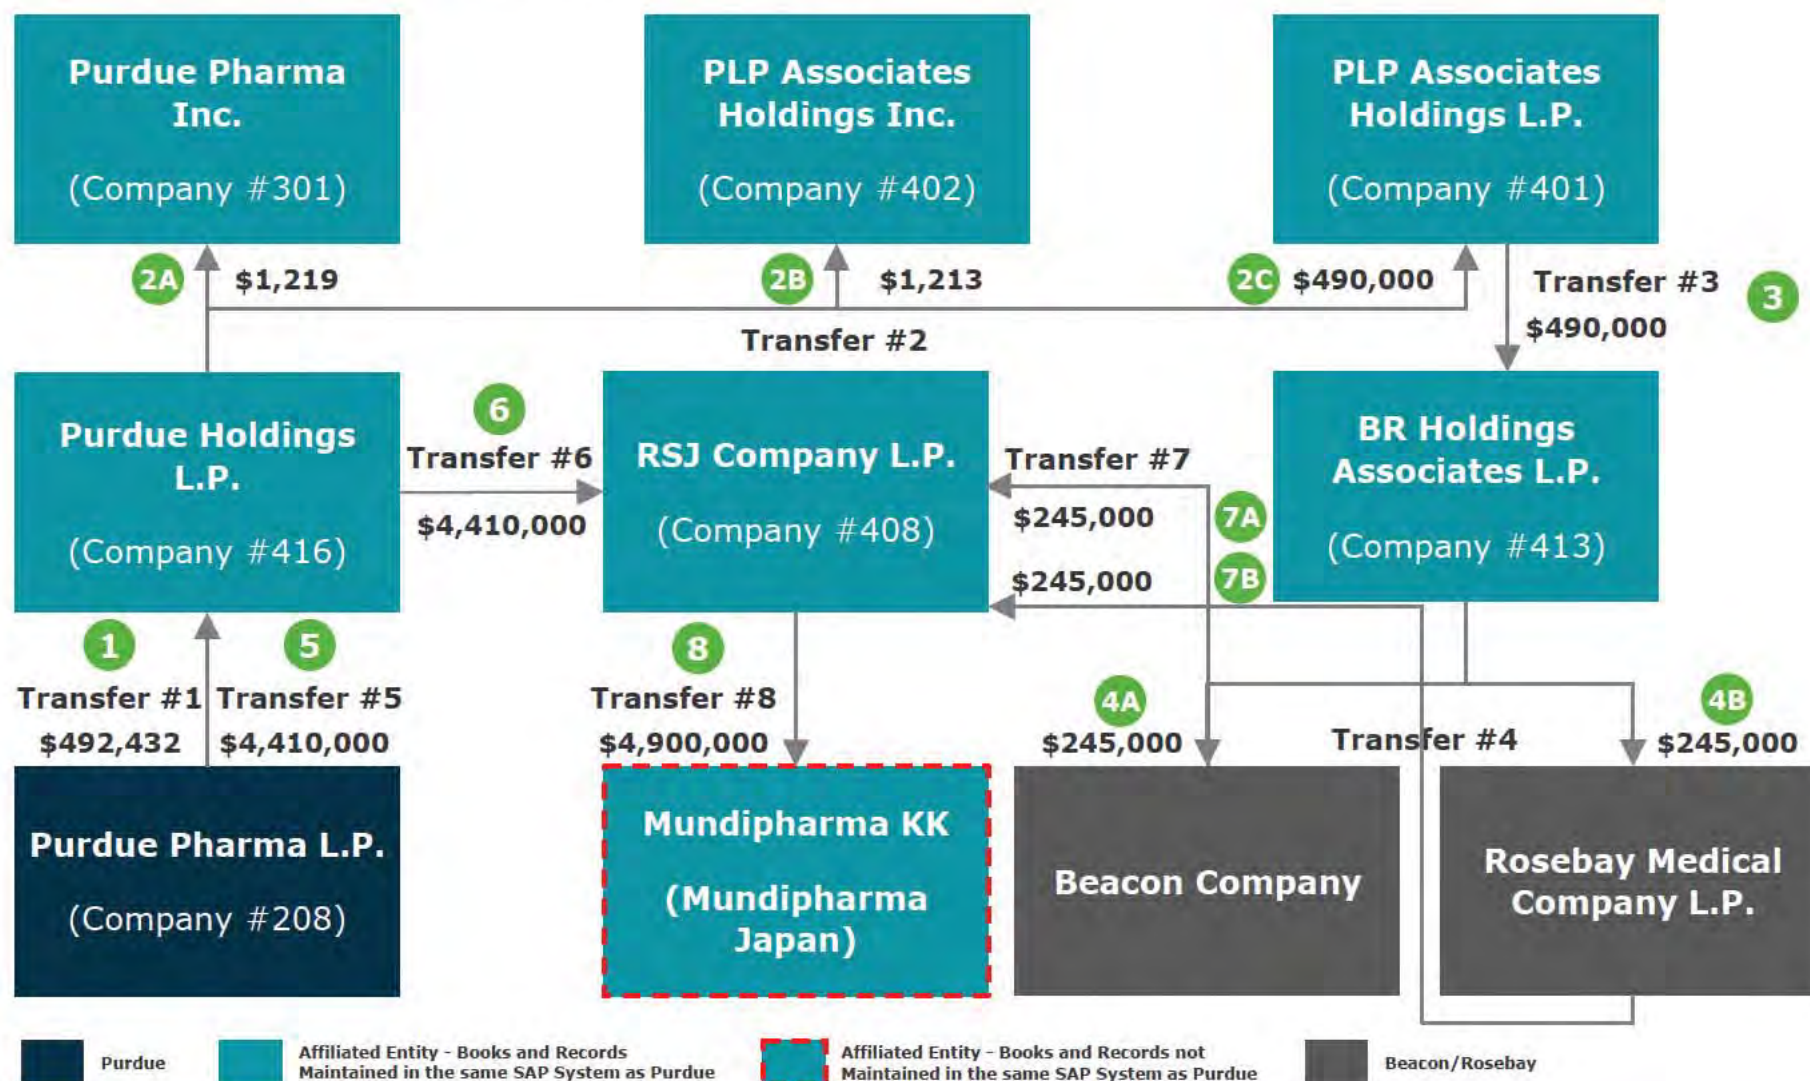 Purdue Pharma
Inc.
(Company #301)
PLP Associates
Holdings Inc.
(Company #402)
PLP Associates
Holdings L.P.
(Company #401)
2A
$1,219
2B
$1,213
2C
$490,000
Transfer #3
3
$490,000
Transfer #2
Purdue Holdings
L.P.
(Company #416)
6
Transfer #6
$4,410,000
RSJ Company L.P.
(Company #408)
Transfer #7
$245,000
7A
$245,000
7B
BR Holdings
Associates L.P.
(Company #413)
1
5
Transfer #1
Transfer #5
$492,432
$4,410,000
8
Transfer #8
$4,900,000
4A
$245,000
Transfer #4
4B
$245,000
Purdue Pharma L.P.
(Company #208)
Mundipharma KK
(Mundipharma
Japan)
Beacon Company
Rosebay Medical
Company L.P.
Purdue
Affiliated Entity - Books and Records
Maintained in the same SAP System as Purdue
Affiliated Entity - Books and Records not
Maintained in the same SAP System as Purdue
Beacon/Rosebay